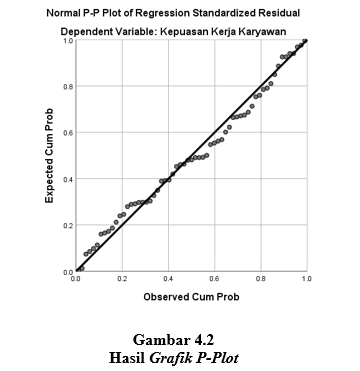 Normal P-P Plot of Regression Standardized Residual
Dependent Variable: Kepuasan Kerja Karyawan
Expected Cum Prob
1.0
0.8
0.6
0.4
0.2
0.0
0.0 0.2 0.4 0.6 0.8 1.0
Observed Cum Prob
Gambar 4.2
Hasil Grafik P-Plot